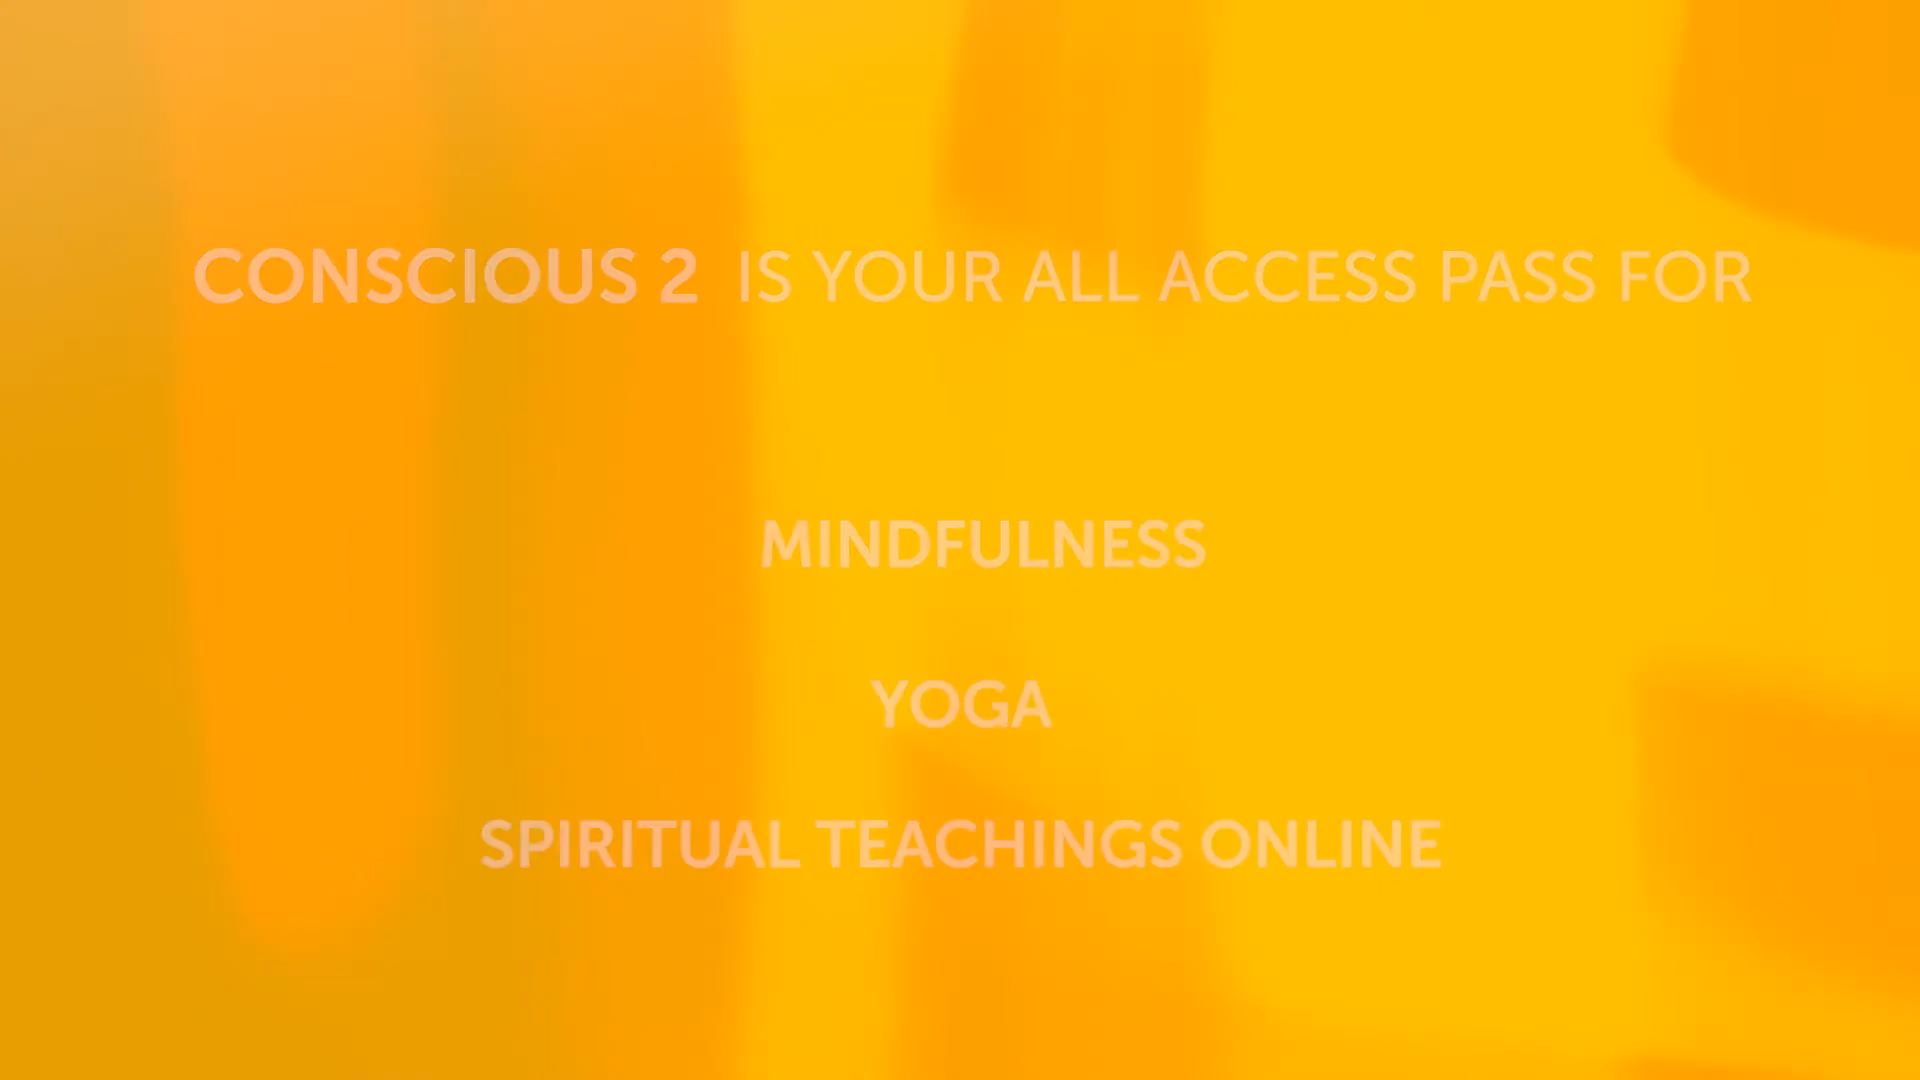 CONSCIOUS 2 IS YOUR ALL ACCESS PASS FOR
MINDFULNESS
YOGA
SPIRITUAL TEACHINGS ONLINE